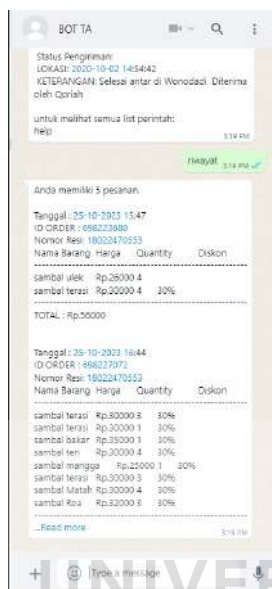 BOT TA
Status Pengiriman:
LOKASI: 2020-10-02 14:54:42
KETERANGAN: Selesai antar di Wonodadi. Diterima
oleh Qoriah
untuk melihat semua list perintah:
help
3:19 PM
riwayat
3:19 PM
Anda memiliki 5 pesanan.
Tanggal : 25-10-2023 15:47
ID ORDER : 698223680
Nomor Resi: 18022470553
Nama Barang Harga Quantity Diskon
sambal ulek Rp.26000 4
sambal terasi Rp.30000 4 30%
TOTAL : Rp.56000
Tanggal : 25-10-2023 16:44
ID ORDER : 698227072
Nomor Resi: 18022470553
Nama Barang Harga Quantity Diskon
sambal terasi Rp.30000 3 30%
sambal terasi Rp.30000 1 30%
sambal bakar Rp.35000 1 30%
sambal teri Rp.30000 4 30%
sambal mangga Rp.25000 1 30%
sambal terasi Rp.30000 3 30%
sambal Matah Rp.30000 4 30%
sambal Roa Rp.32000 3 30%
...Read more
3:19 PM
Type a message